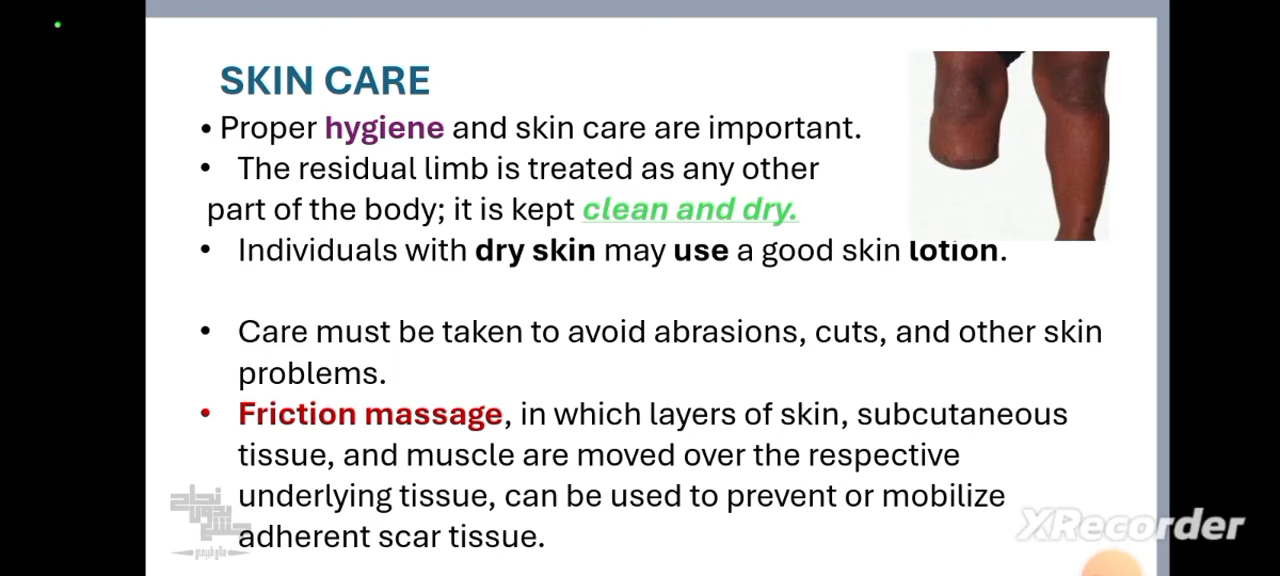 SKIN CARE
• Proper hygiene and skin care are important.
• The residual limb is treated as any other
part of the body; it is kept clean and dry.
• Individuals with dry skin may use a good skin lotion.
• Care must be taken to avoid abrasions, cuts, and other skin
problems.
• Friction massage, in which layers of skin, subcutaneous
tissue, and muscle are moved over the respective
underlying tissue, can be used to prevent or mobilize
adherent scar tissue.
XRecorder